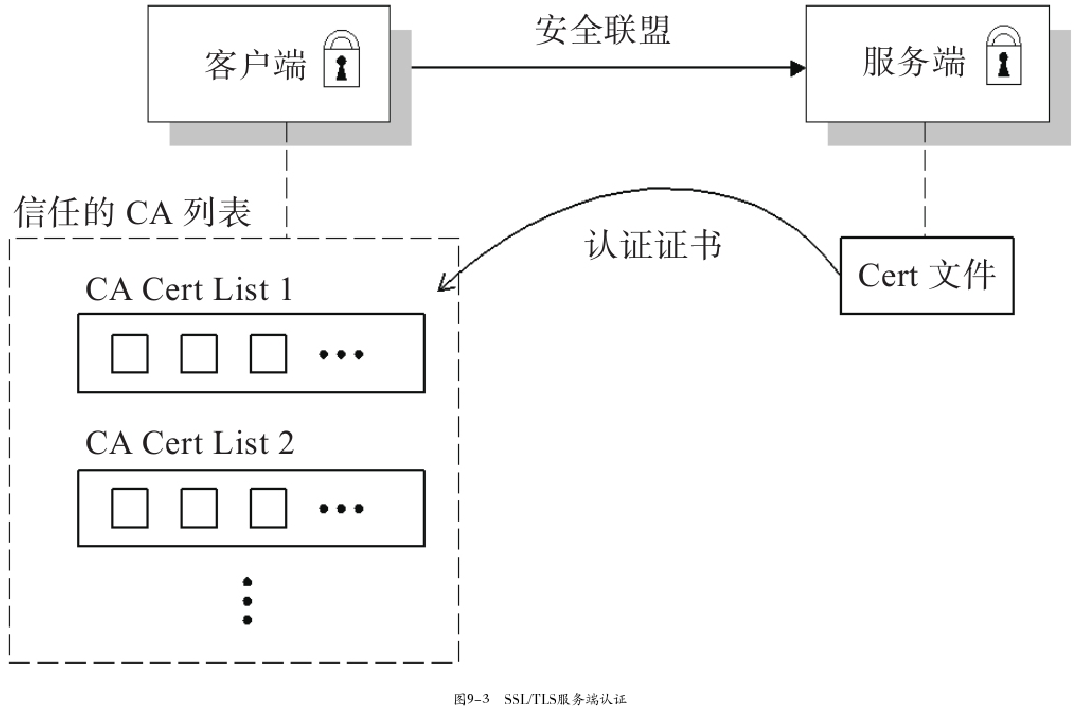 安全联盟
客户端
服务端
信任的 CA 列表
认证证书
Cert 文件
CA Cert List 1
CA Cert List 2
图9-3 SSL/TLS服务端认证